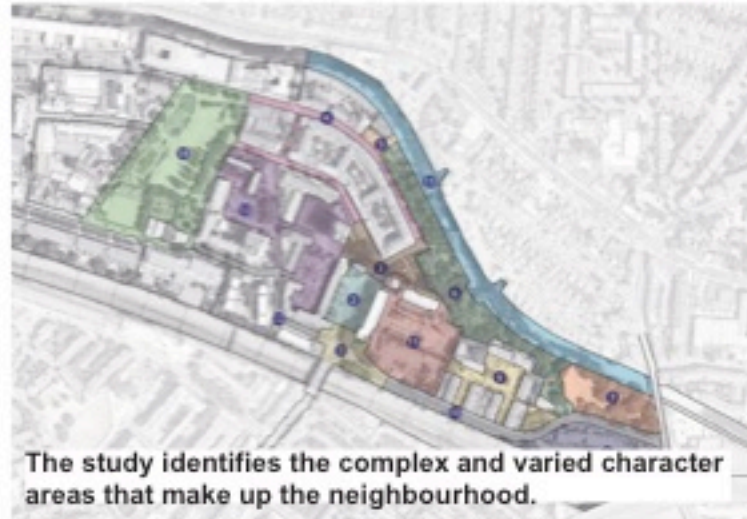 The study identifies the complex and varied character
areas that make up the neighbourhood.